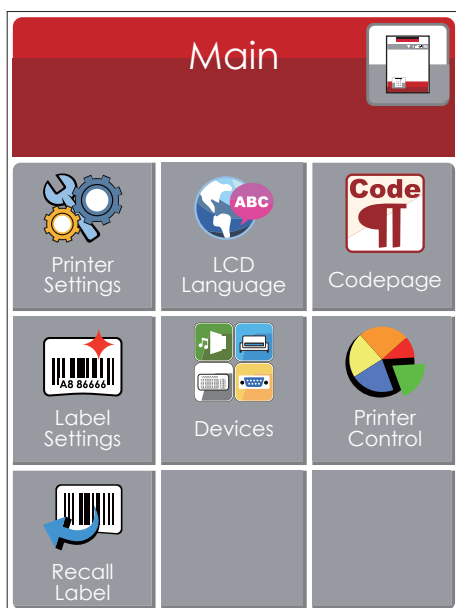 Main
ABC
Code
Printer
Settings
LCD
Language
Codepage
A8 86666
Label
Settings
Devices
Printer
Control
Recall
Label